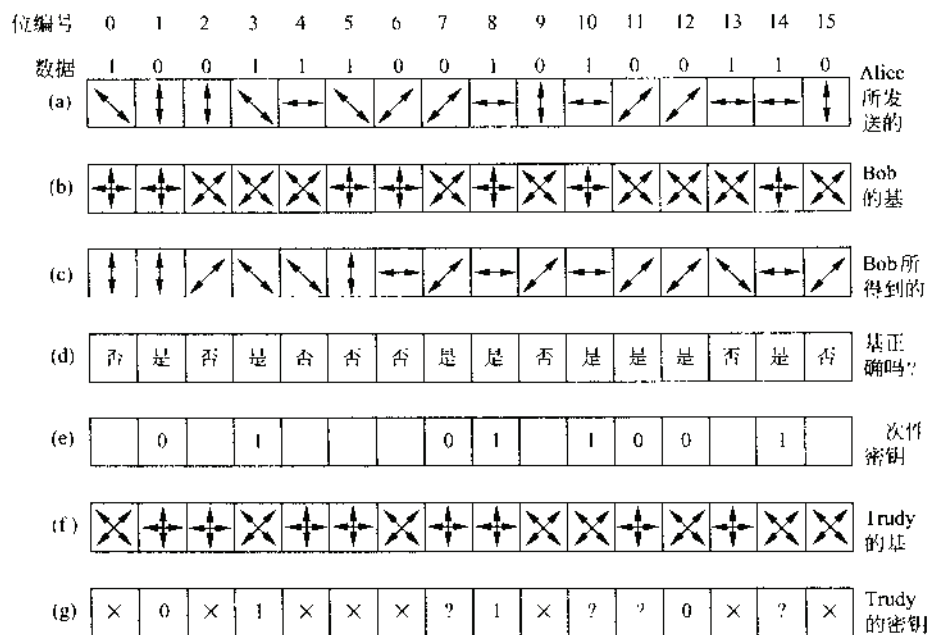 位编号 0 1 2 3 4 5 6 7 8 9 10 11 12 13 14 15
数据 1 0 0 1 1 1 0 0 1 0 1 0 0 1 1 0
(a)
Alice
所发
送的
(b)
Bob
的基
(c)
Bob所
得到的
(d) 否 是 否 是 否 否 否 是 是 否 是 是 是 否 是 否
基正
确吗?
(e) 0 1 0 1 1 0 0 1
次性
密钥
(f)
Trudy
的基
(g) × 0 × 1 × × × ? 1 × ? ? 0 × ? ×
Trudy
的密钥